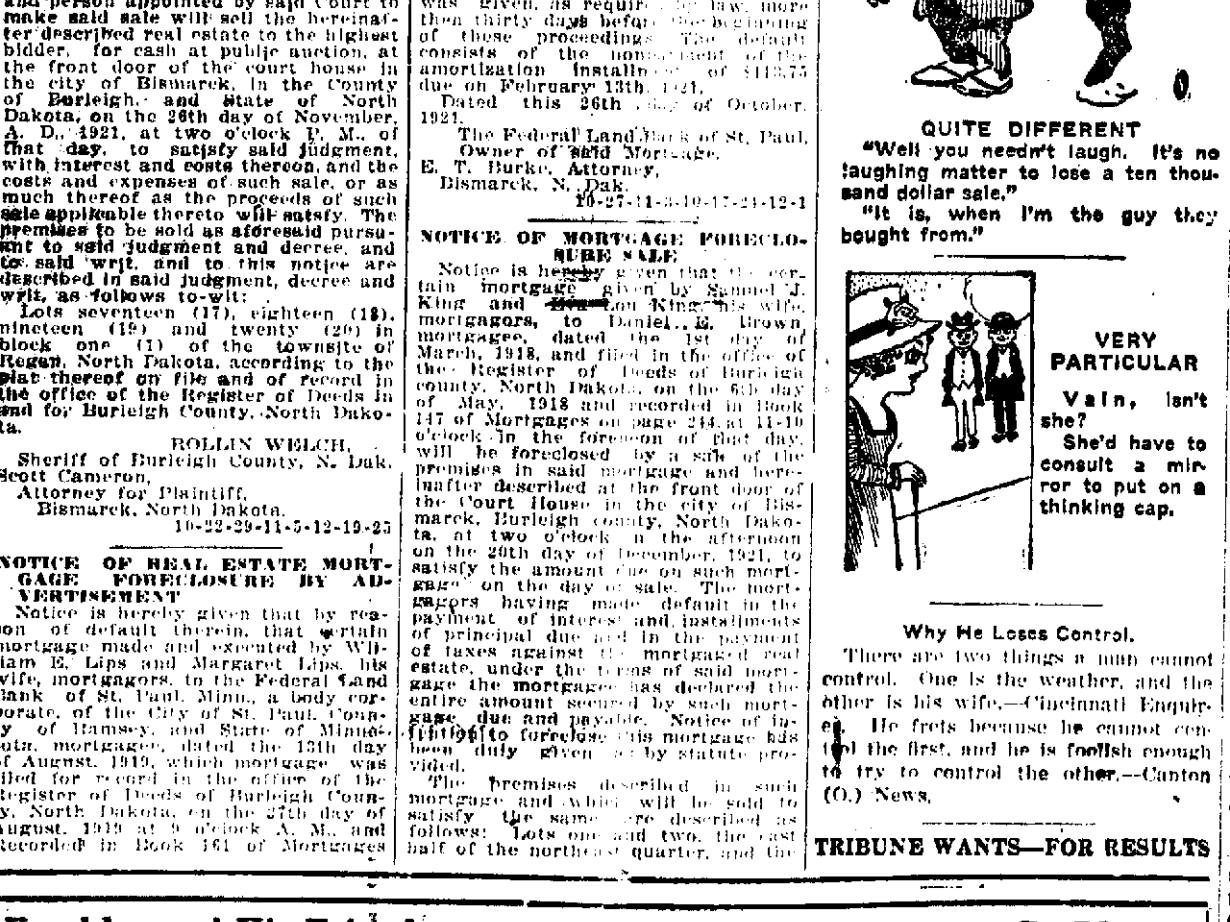 and person appointed by said Court to
make said sale will sell the hereinaf-
ter described real estate to the highest
bidder, for cash at public auction, at
the front door of the court house in
the city of Bismarck, in the County
of Burleigh, and State of North
Dakota, on the 26th day of November,
A. D., 1921, at two o'clock P. M., of
that day, to satisfy said judgment,
with interest and costs thereon, and the
costs and expenses of such sale, or as
much thereof as the proceeds of such
sale applicable thereto will satsfy. The
premises to be sold as aforesaid pursu-
ant to said judgment and decree, and
to said writ, and to this notice are
described in said judgment, decree and
writ, as follows to-wit:
Lots seventeen (17), eighteen (18),
nineteen (19) and twenty (20) in
block one (1) of the townsite of
Regan, North Dakota, according to the
plat thereof on file and of record in
the office of the Register of Deeds in
and for Burleigh County, North Dako-
ta.
ROLLIN WELCH,
Sheriff of Burleigh County, N. Dak.
Scott Cameron,
Attorney for Plaintiff,
Bismarck, North Dakota.
10-22-29-11-5-12-19-25
NOTICE OF REAL ESTATE MORT-
GAGE FORECLOSURE BY AD-
VERTISEMENT
Notice is hereby given that by rea-
son of default therein, that certain
mortgage made and executed by Wil-
liam E. Lips and Margaret Lips, his
wife, mortgagors, to the Federal Land
Bank of St. Paul, Minn., a body cor-
porate, of the City of St. Paul, Coun-
ty of Ramsey, and State of Minne-
sota, mortgagee, dated the 13th day
of August, 1919, which mortgage was
filed for record in the office of the
Register of Deeds of Burleigh Coun-
ty, North Dakota, on the 27th day of
August, 1919 at 9 o'clock A. M., and
Recorded in Book 161 of Mortgages
was given, as required by law, more
then thirty days before the beginning
of these proceedings. The default
consists of the nonpayment of the
amortization installment of $113.75
due on February 13th, 1921.
Dated this 26th day of October,
1921.
The Federal Land Bank of St. Paul,
Owner of said Mortgage.
E. T. Burke, Attorney,
Bismarck, N. Dak.
10-27-11-3-10-17-24-12-1
NOTICE OF MORTGAGE FORECLO-
SURE SALE
Notice is hereby given that the cer-
tain mortgage given by Samuel J.
King and Lou King, his wife,
mortgagors, to Daniel E. Brown
mortgagee, dated the 1st day of
March, 1918, and filed in the office of
the Register of Deeds of Burleigh
county, North Dakota, on the 6th day
of May, 1918 and recorded in Book
147 of Mortgages on page 244 at 11-10
o'clock in the forenoon of that day,
will be foreclosed by a sale of the
premises in said mortgage and here-
inafter described at the front door of
the Court House in the city of Bis-
marck, Burleigh county, North Dako-
ta, at two o'clock in the afternoon
on the 20th day of December, 1921, to
satisfy the amount due on such mort-
gage on the day of sale. The mort-
gagors having made default in the
payment of interest and installments
of principal due and in the payment
of taxes against the mortgaged real
estate, under the terms of said mort-
gage the mortgagee has declared the
entire amount secured by such mort-
gage due and payable. Notice of in-
tention to foreclose this mortgage has
been duly given as by statute pro-
vided.
The premises described in such
mortgage and which will be sold to
satisfy the same are described as
follows: Lots one and two, the east
half of the northeast quarter, and the
QUITE DIFFERENT
"Well you needn't laugh. It's no
laughing matter to lose a ten thou-
sand dollar sale."
"It is, when I'm the guy they
bought from."
VERY
PARTICULAR
Vain, isn't
she?
She'd have to
consult a mir-
ror to put on a
thinking cap.
Why He Loses Control.
There are two things a man cannot
control. One is the weather, and the
other is his wife.—Cincinnati Enquir-
er. He frets because he cannot con-
trol the first, and he is foolish enough
to try to control the other.—Canton
(O.) News.
TRIBUNE WANTS—FOR RESULTS